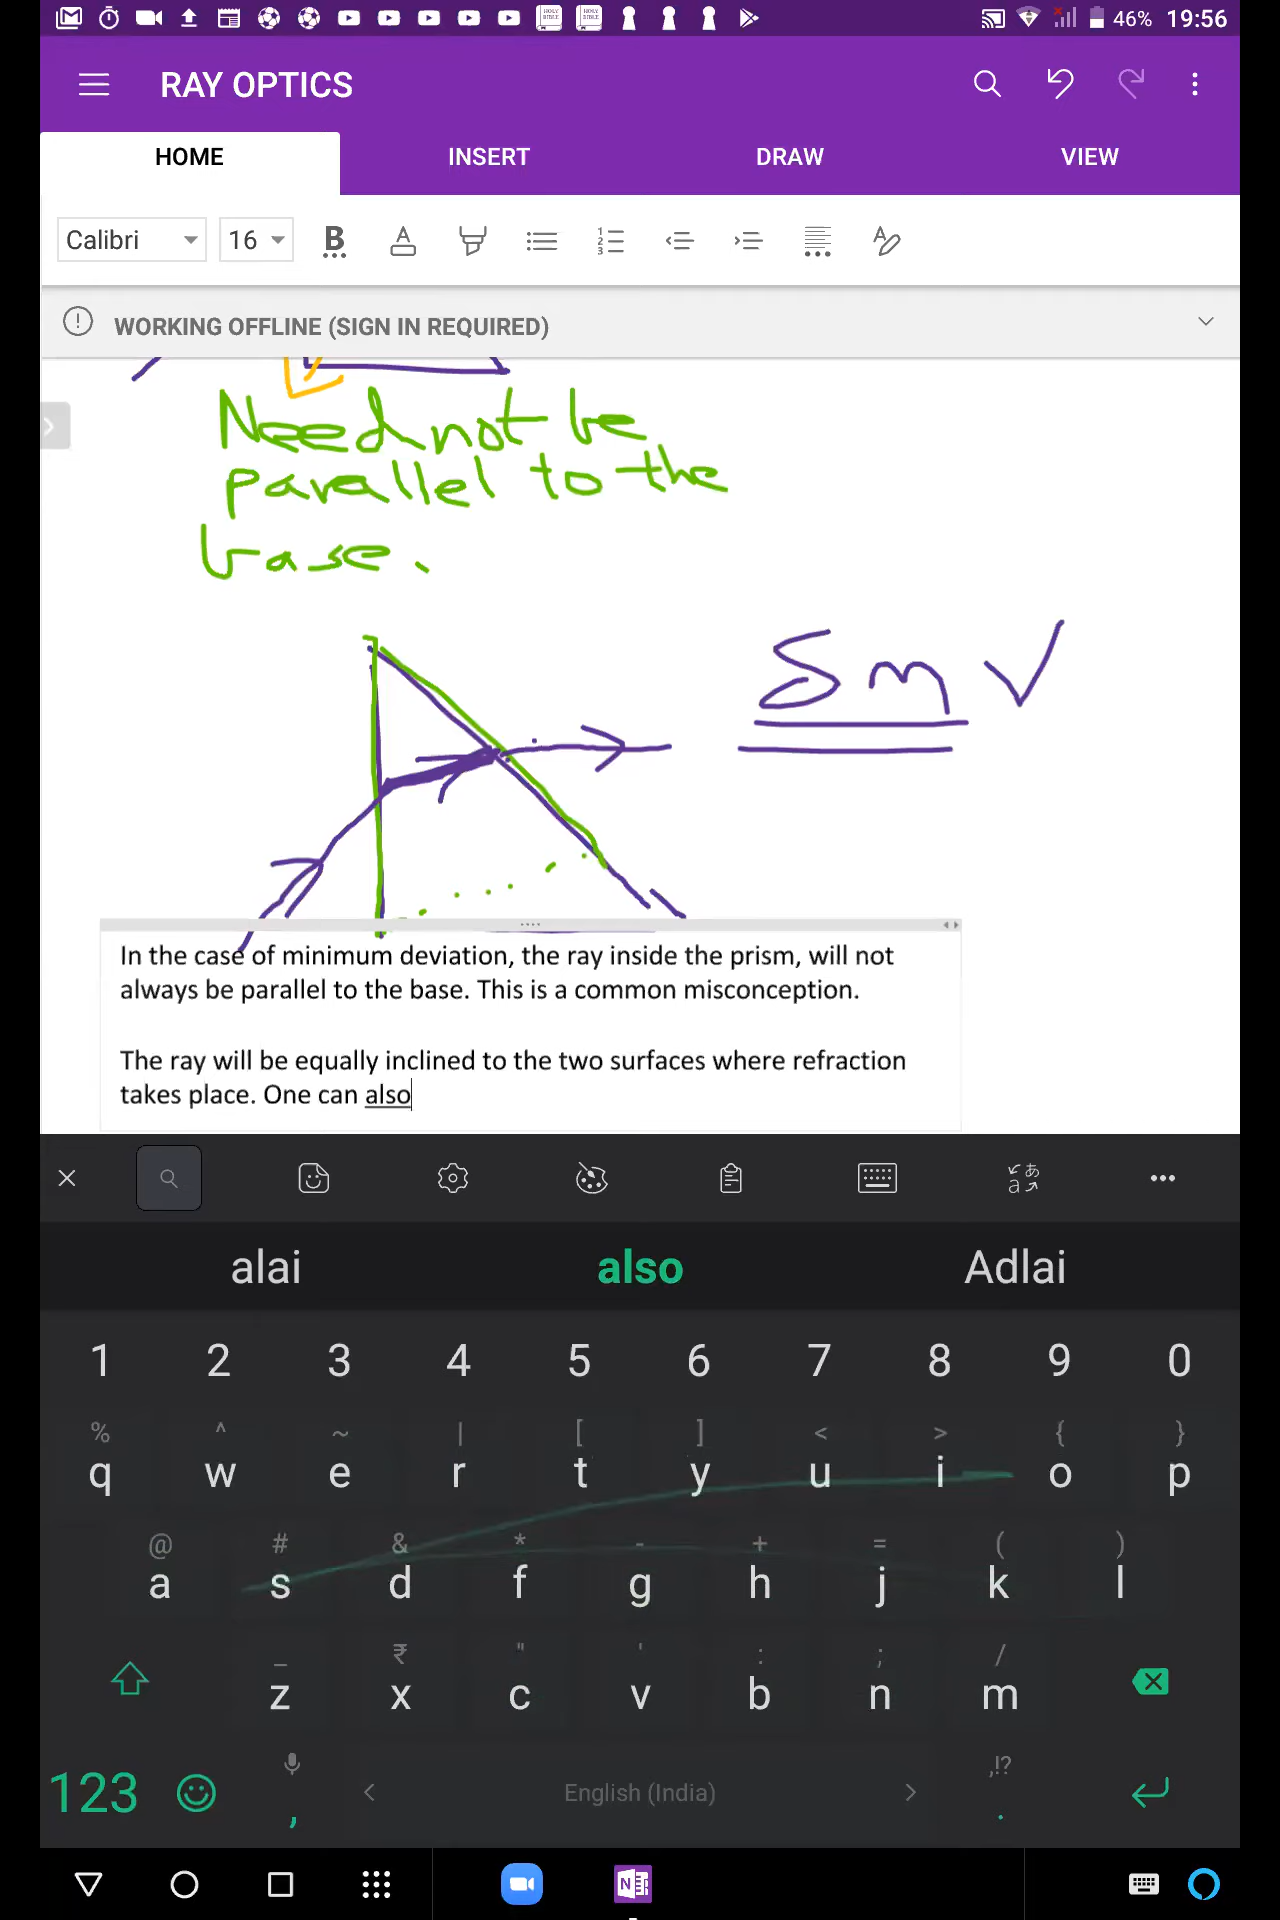 46% 19:56
RAY OPTICS
HOME INSERT DRAW VIEW
Calibri 16 B A
WORKING OFFLINE (SIGN IN REQUIRED)
Need not be
parallel to the
base.
δm ✓
In the case of minimum deviation, the ray inside the prism, will not
always be parallel to the base. This is a common misconception.
The ray will be equally inclined to the two surfaces where refraction
takes place. One can also
alai also Adlai
1 2 3 4 5 6 7 8 9 0
% ^ ~ | [ ] < > { }
q w e r t y u i o p
@ # & * - + = ( )
a s d f g h j k l
_ ₹ " ' : ; /
z x c v b n m
,!?
123 , < English (India) > .
N